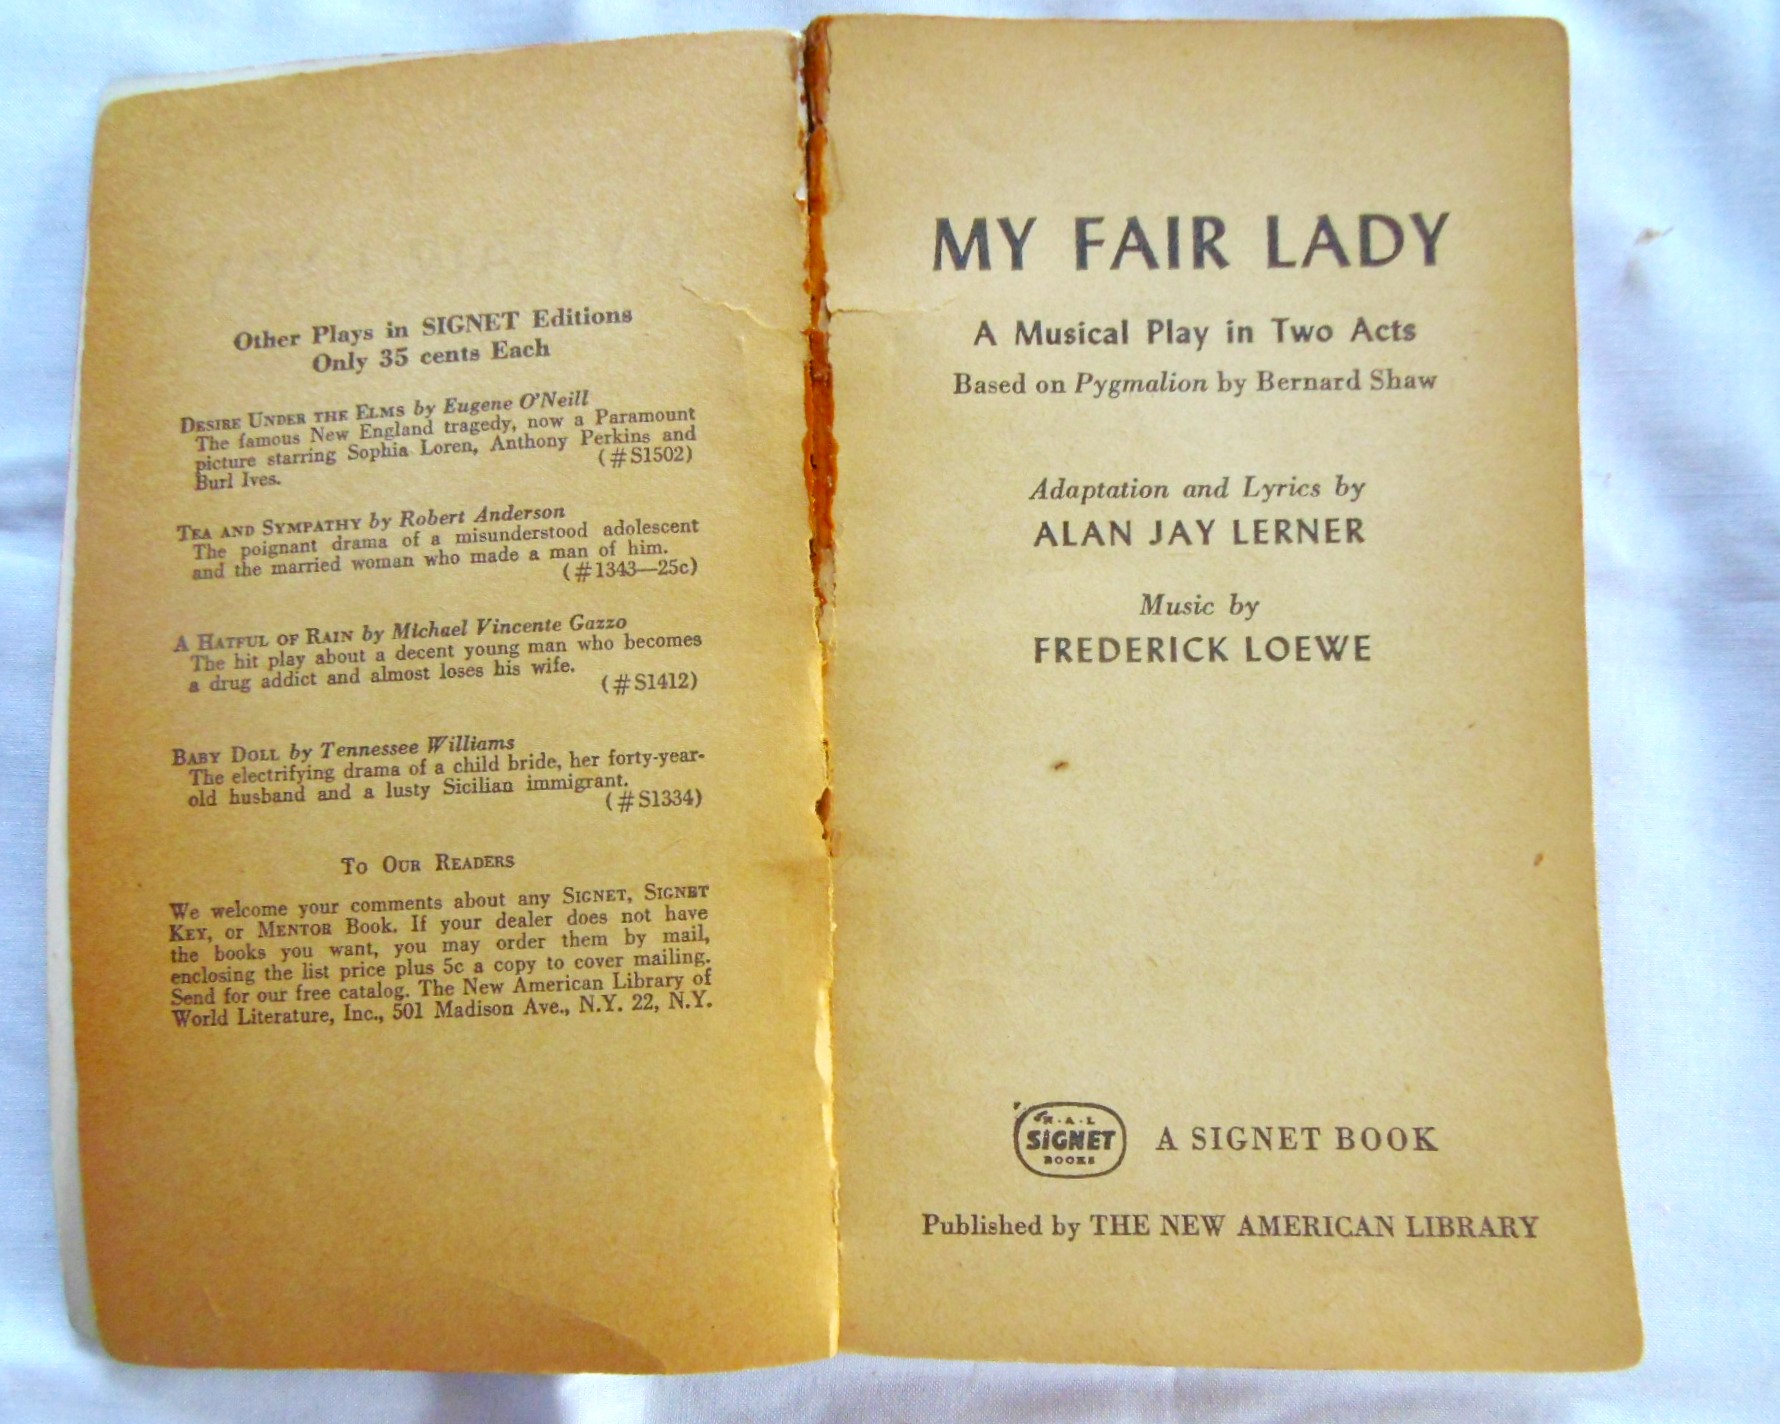 Other Plays in SIGNET Editions
Only 35 cents Each
DESIRE UNDER THE ELMS by Eugene O'Neill
The famous New England tragedy, now a Paramount
picture starring Sophia Loren, Anthony Perkins and
Burl Ives. (#S1502)
TEA AND SYMPATHY by Robert Anderson
The poignant drama of a misunderstood adolescent
and the married woman who made a man of him.
(#1343—25c)
A HATFUL OF RAIN by Michael Vincente Gazzo
The hit play about a decent young man who becomes
a drug addict and almost loses his wife.
(#S1412)
BABY DOLL by Tennessee Williams
The electrifying drama of a child bride, her forty-year-
old husband and a lusty Sicilian immigrant.
(#S1334)
TO OUR READERS
We welcome your comments about any SIGNET, SIGNET
KEY, or MENTOR Book. If your dealer does not have
the books you want, you may order them by mail,
enclosing the list price plus 5c a copy to cover mailing.
Send for our free catalog. The New American Library of
World Literature, Inc., 501 Madison Ave., N.Y. 22, N.Y.
MY FAIR LADY
A Musical Play in Two Acts
Based on Pygmalion by Bernard Shaw
Adaptation and Lyrics by
ALAN JAY LERNER
Music by
FREDERICK LOEWE
N·A·L
SIGNET
BOOKS
A SIGNET BOOK
Published by THE NEW AMERICAN LIBRARY